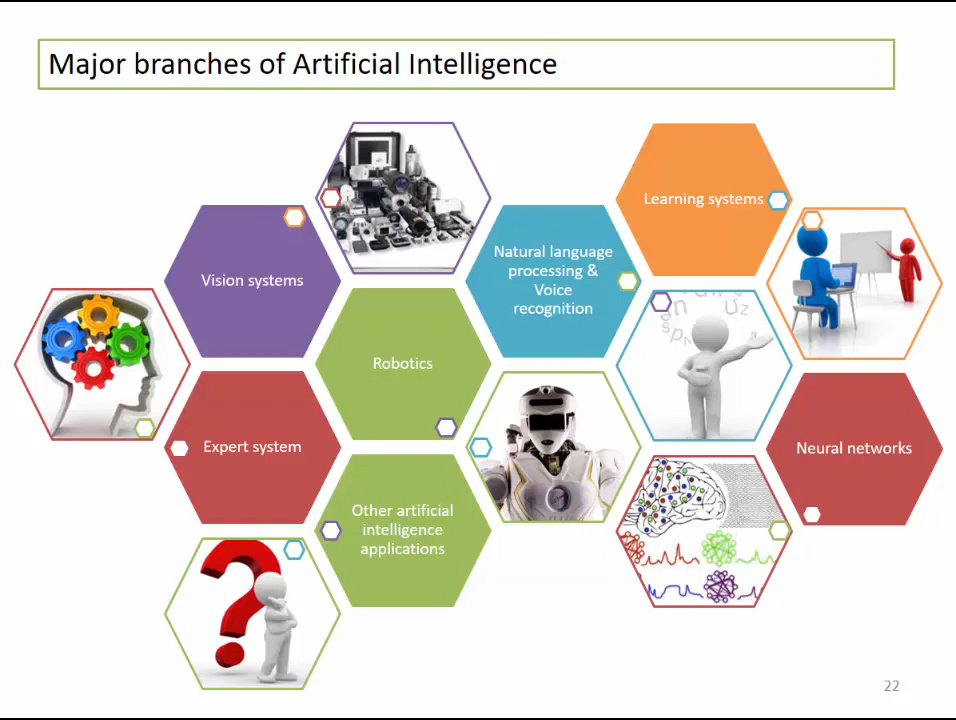 Major branches of Artificial Intelligence
Learning systems
Vision systems
Natural language
processing &
Voice
recognition
Robotics
Expert system
Neural networks
Other artificial
intelligence
applications
22